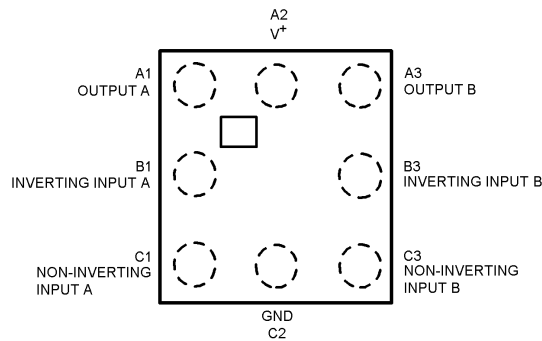 A2
V+
A1
OUTPUT A
A3
OUTPUT B
B1
INVERTING INPUT A
B3
INVERTING INPUT B
C1
NON-INVERTING
INPUT A
C3
NON-INVERTING
INPUT B
GND
C2